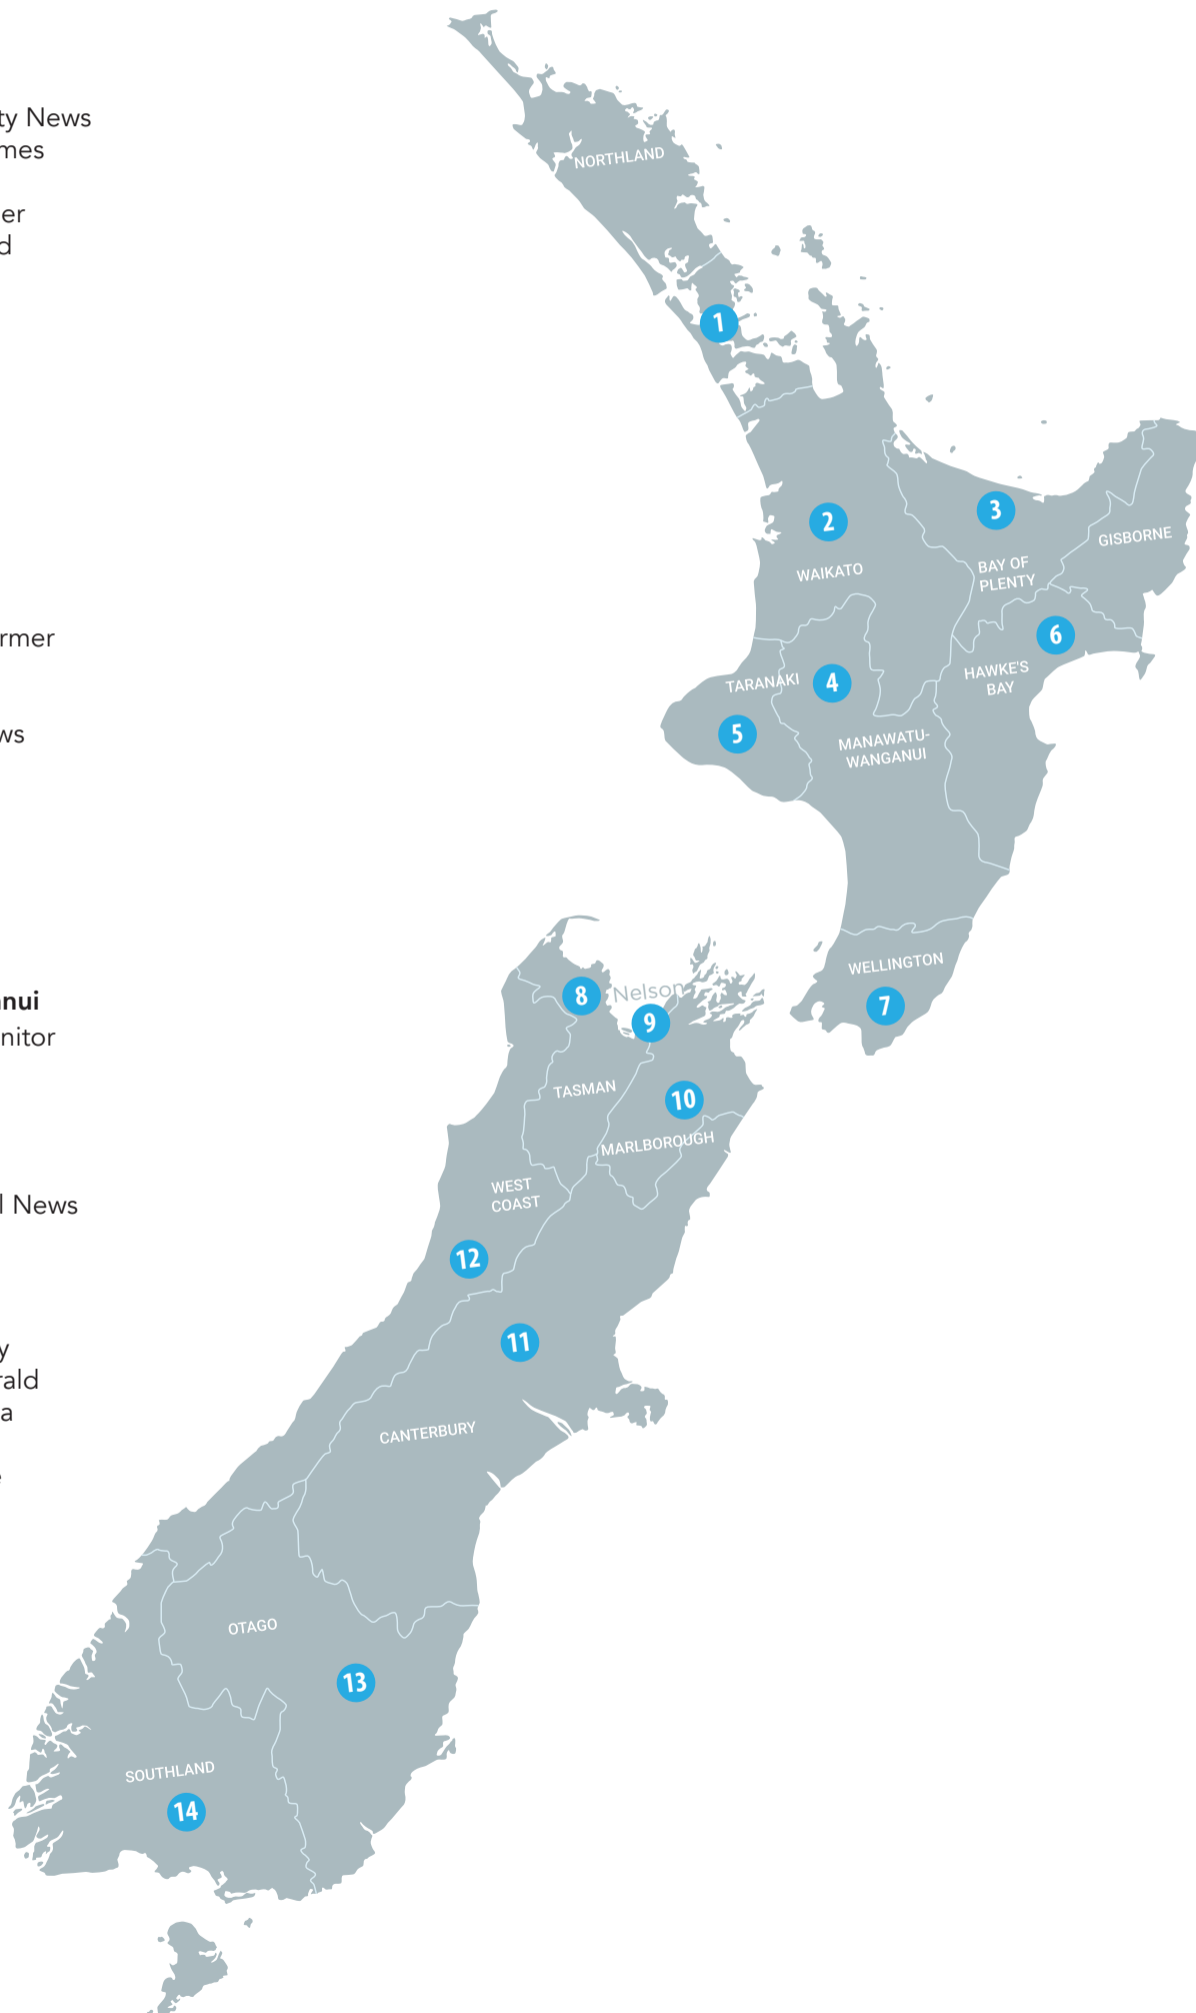 ty News
mes
er
d
rmer
ws
nui
nitor
l News
y
rald
a
NORTHLAND
1
2
WAIKATO
3
BAY OF
PLENTY
GISBORNE
6
HAWKE'S
BAY
TARANAKI
4
5
MANAWATU-
WANGANUI
WELLINGTON
7
8
Nelson
9
TASMAN
10
MARLBOROUGH
WEST
COAST
12
11
CANTERBURY
OTAGO
13
SOUTHLAND
14